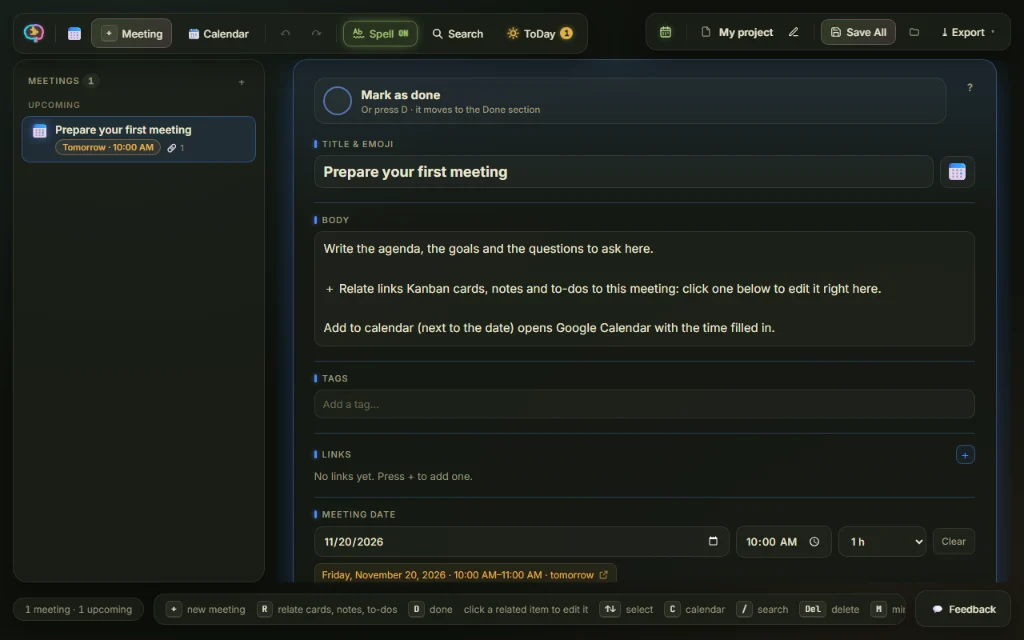 + Meeting
Calendar
Ab Spell ON
Search
ToDay 1
My project
Save All
Export
MEETINGS 1 +
UPCOMING
Prepare your first meeting
Tomorrow · 10:00 AM 1
Mark as done
Or press D · it moves to the Done section
?
TITLE & EMOJI
Prepare your first meeting
BODY
Write the agenda, the goals and the questions to ask here.
+ Relate links Kanban cards, notes and to-dos to this meeting: click one below to edit it right here.
Add to calendar (next to the date) opens Google Calendar with the time filled in.
TAGS
Add a tag...
LINKS +
No links yet. Press + to add one.
MEETING DATE
11/20/2026 10:00 AM 1 h Clear
Friday, November 20, 2026 · 10:00 AM–11:00 AM · tomorrow
1 meeting · 1 upcoming
+ new meeting R relate cards, notes, to-dos D done click a related item to edit it ↑↓ select C calendar / search Del delete M
Feedback